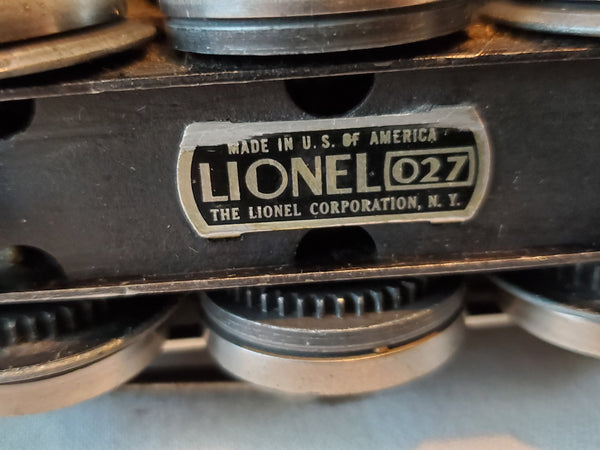 MADE IN U.S. OF AMERICA
LIONEL 027
THE LIONEL CORPORATION, N.Y.